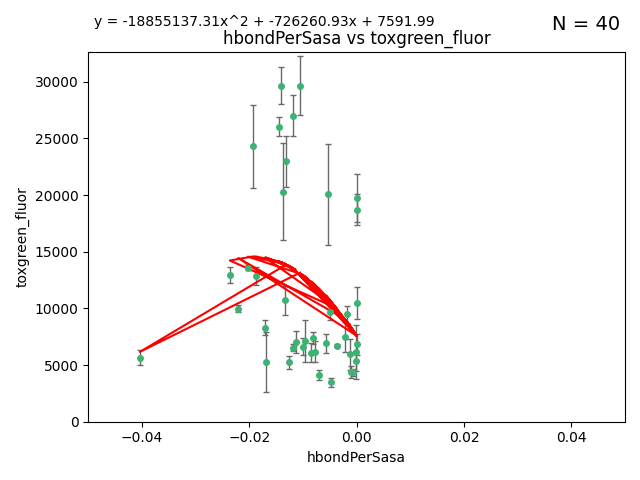 y = -18855137.31x^2 + -726260.93x + 7591.99
N = 40
hbondPerSasa vs toxgreen_fluor
toxgreen_fluor
30000
25000
20000
15000
10000
5000
0
−0.04
−0.02
0.00
0.02
0.04
hbondPerSasa